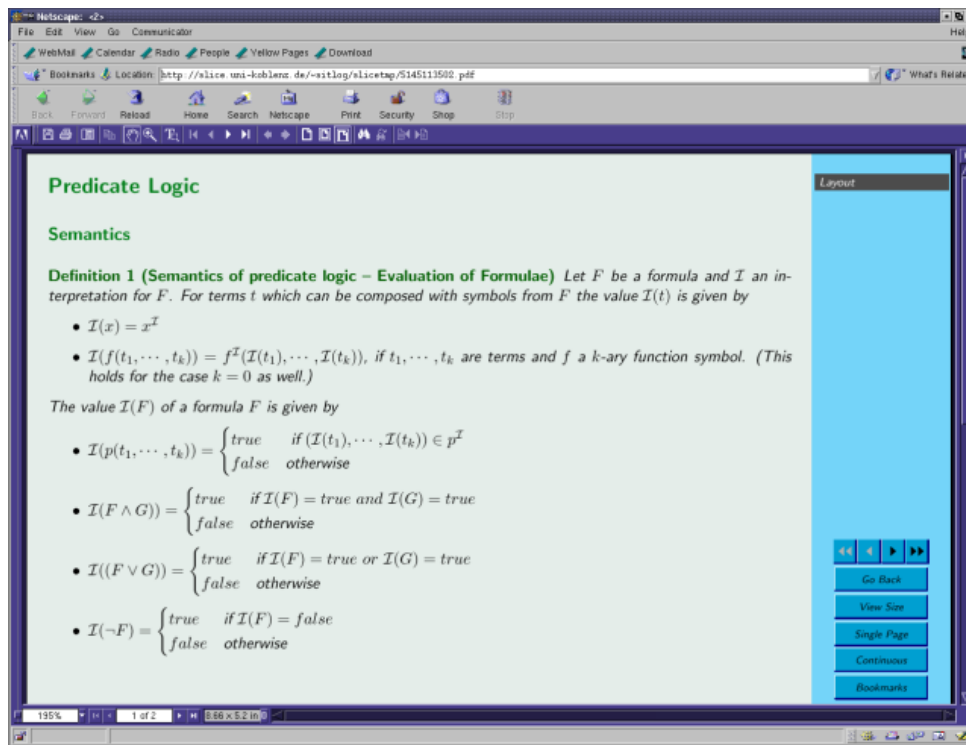 Netscape: <2>
File Edit View Go Communicator Hel
WebMail Calendar Radio People Yellow Pages Download
Bookmarks Location: http://slice.uni-koblenz.de/~sitlog/slicetmp/S145113502.pdf What's Relate
Back Forward Reload Home Search Netscape Print Security Shop Stop
Predicate Logic
Layout
Semantics
Definition 1 (Semantics of predicate logic – Evaluation of Formulae) Let F be a formula and ℐ an in-
terpretation for F. For terms t which can be composed with symbols from F the value ℐ(t) is given by
• ℐ(x) = x^ℐ
• ℐ(f(t₁, ⋯ , t_k)) = f^ℐ(ℐ(t₁), ⋯ , ℐ(t_k)), if t₁, ⋯ , t_k are terms and f a k-ary function symbol. (This
holds for the case k = 0 as well.)
The value ℐ(F) of a formula F is given by
• ℐ(p(t₁, ⋯ , t_k)) = { true if (ℐ(t₁), ⋯ , ℐ(t_k)) ∈ p^ℐ
false otherwise
• ℐ(F ∧ G)) = { true if ℐ(F) = true and ℐ(G) = true
false otherwise
• ℐ((F ∨ G)) = { true if ℐ(F) = true or ℐ(G) = true
false otherwise
• ℐ(¬F) = { true if ℐ(F) = false
false otherwise
Go Back
View Size
Single Page
Continuous
Bookmarks
195% 1 of 2 8.66 × 5.2 in